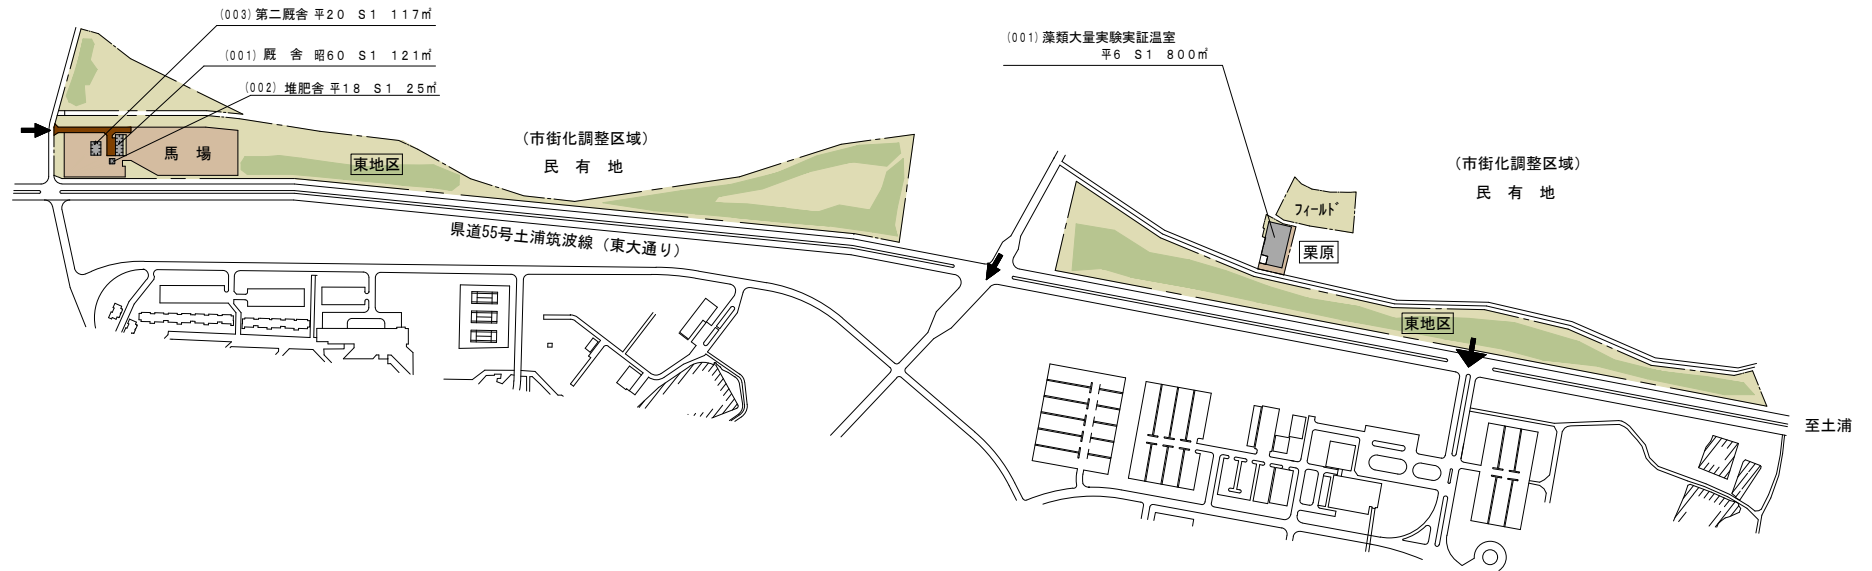 (003) 第二厩舎 平20 S1 117㎡
(001) 厩 舎 昭60 S1 121㎡
(002) 堆肥舎 平18 S1 25㎡
馬 場
東地区
(市街化調整区域)
民 有 地
県道55号土浦筑波線 (東大通り)
(001) 藻類大量実験実証温室
平6 S1 800㎡
(市街化調整区域)
民 有 地
フィールド
栗原
東地区
至土浦